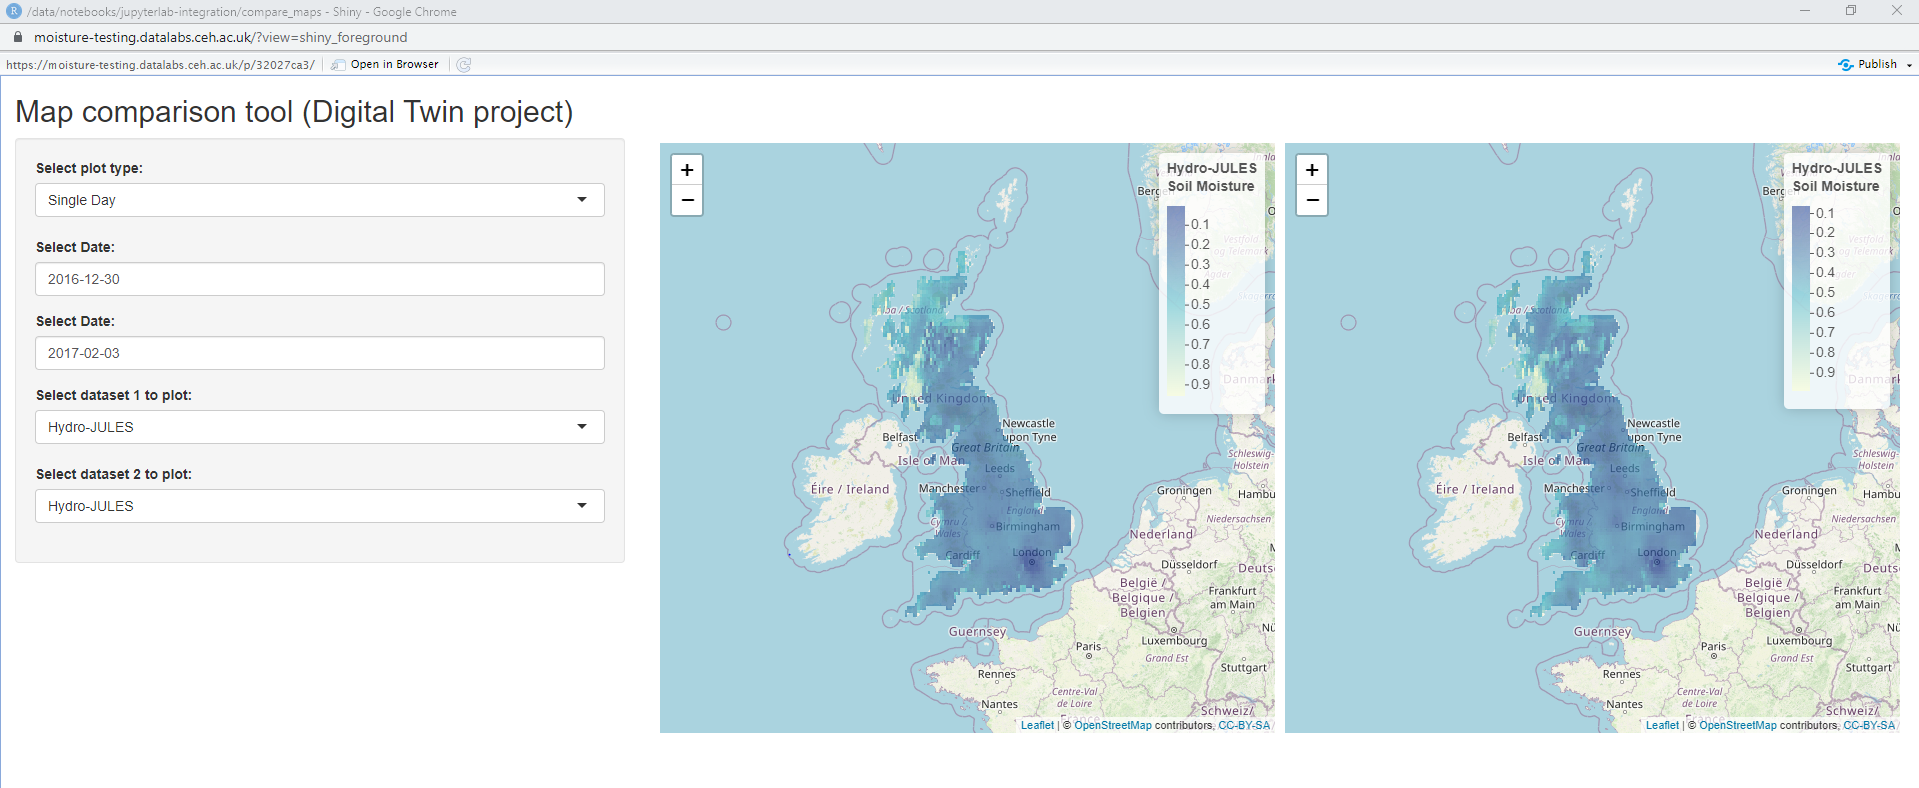 /data/notebooks/jupyterlab-integration/compare_maps - Shiny - Google Chrome
moisture-testing.datalabs.ceh.ac.uk/?view=shiny_foreground
https://moisture-testing.datalabs.ceh.ac.uk/p/32027ca3/
Open in Browser
Publish
Map comparison tool (Digital Twin project)
Select plot type:
Single Day
Select Date:
2016-12-30
Select Date:
2017-02-03
Select dataset 1 to plot:
Hydro-JULES
Select dataset 2 to plot:
Hydro-JULES
+
−
Hydro-JULES
Soil Moisture
0.1
0.2
0.3
0.4
0.5
0.6
0.7
0.8
0.9
United Kingdom
Belfast
Newcastle
upon Tyne
Great Britain
Isle of Man
Leeds
Éire / Ireland
Manchester
Sheffield
England
Cymru /
Wales
Birmingham
Cardiff
London
Guernsey
Groningen
Hambu
Schleswig-
Holstein
Niedersachsen
Nederland
Düsseldorf
Deuts
België /
Belgique /
Belgien
Frankfurt
am Main
Luxembourg
Paris
Grand Est
Stuttgart
Rennes
Centre-Val
de Loire
Nantes
Schweiz/
Danmark
Leaflet | © OpenStreetMap contributors, CC-BY-SA
+
−
Hydro-JULES
Soil Moisture
0.1
0.2
0.3
0.4
0.5
0.6
0.7
0.8
0.9
United Kingdom
Belfast
Newcastle
upon Tyne
Great Britain
Isle of Man
Leeds
Éire / Ireland
Manchester
Sheffield
England
Cymru /
Wales
Birmingham
Cardiff
London
Guernsey
Groningen
Hambu
Schleswig-
Holstein
Niedersachsen
Nederland
Düsseldorf
Deuts
België /
Belgique /
Belgien
Frankfurt
am Main
Luxembourg
Paris
Grand Est
Stuttgart
Rennes
Centre-Val
de Loire
Nantes
Schweiz/
Danmark
Leaflet | © OpenStreetMap contributors, CC-BY-SA